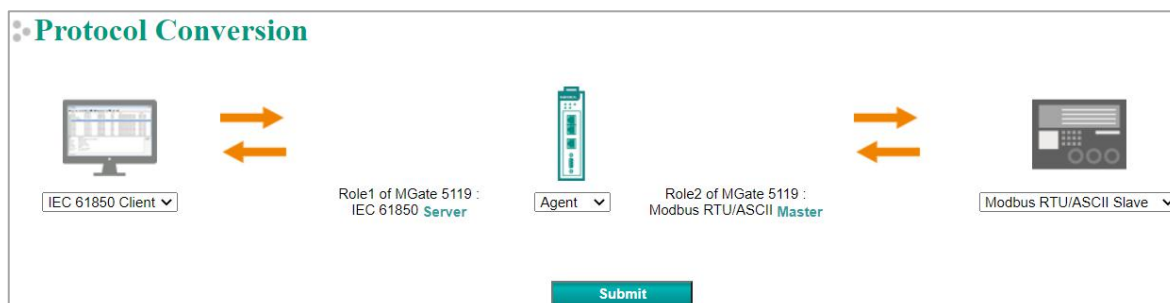 Protocol Conversion
IEC 61850 Client
Role1 of MGate 5119 :
IEC 61850 Server
Agent
Role2 of MGate 5119 :
Modbus RTU/ASCII Master
Modbus RTU/ASCII Slave
Submit